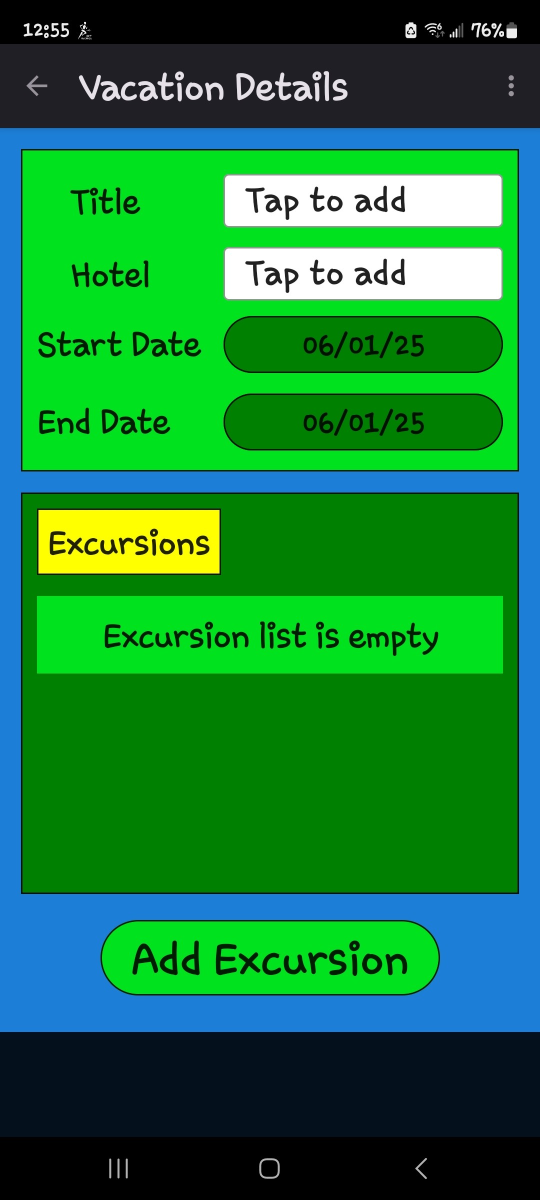 12:55 76%
Vacation Details
Title Tap to add
Hotel Tap to add
Start Date 06/01/25
End Date 06/01/25
Excursions
Excursion list is empty
Add Excursion